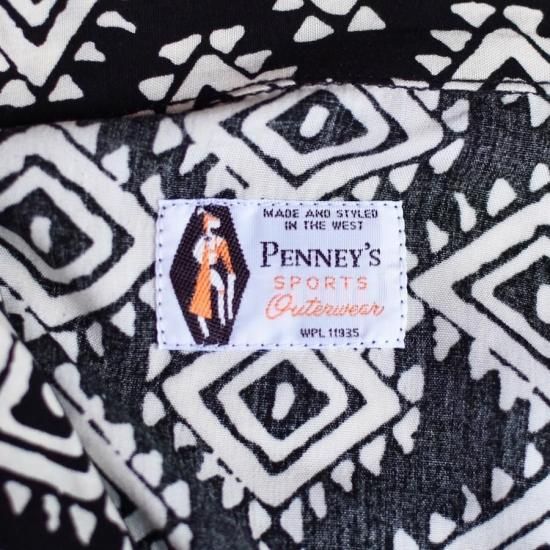 MADE AND STYLED
IN THE WEST
PENNEY'S
SPORTS
Outerwear
WPL 11935